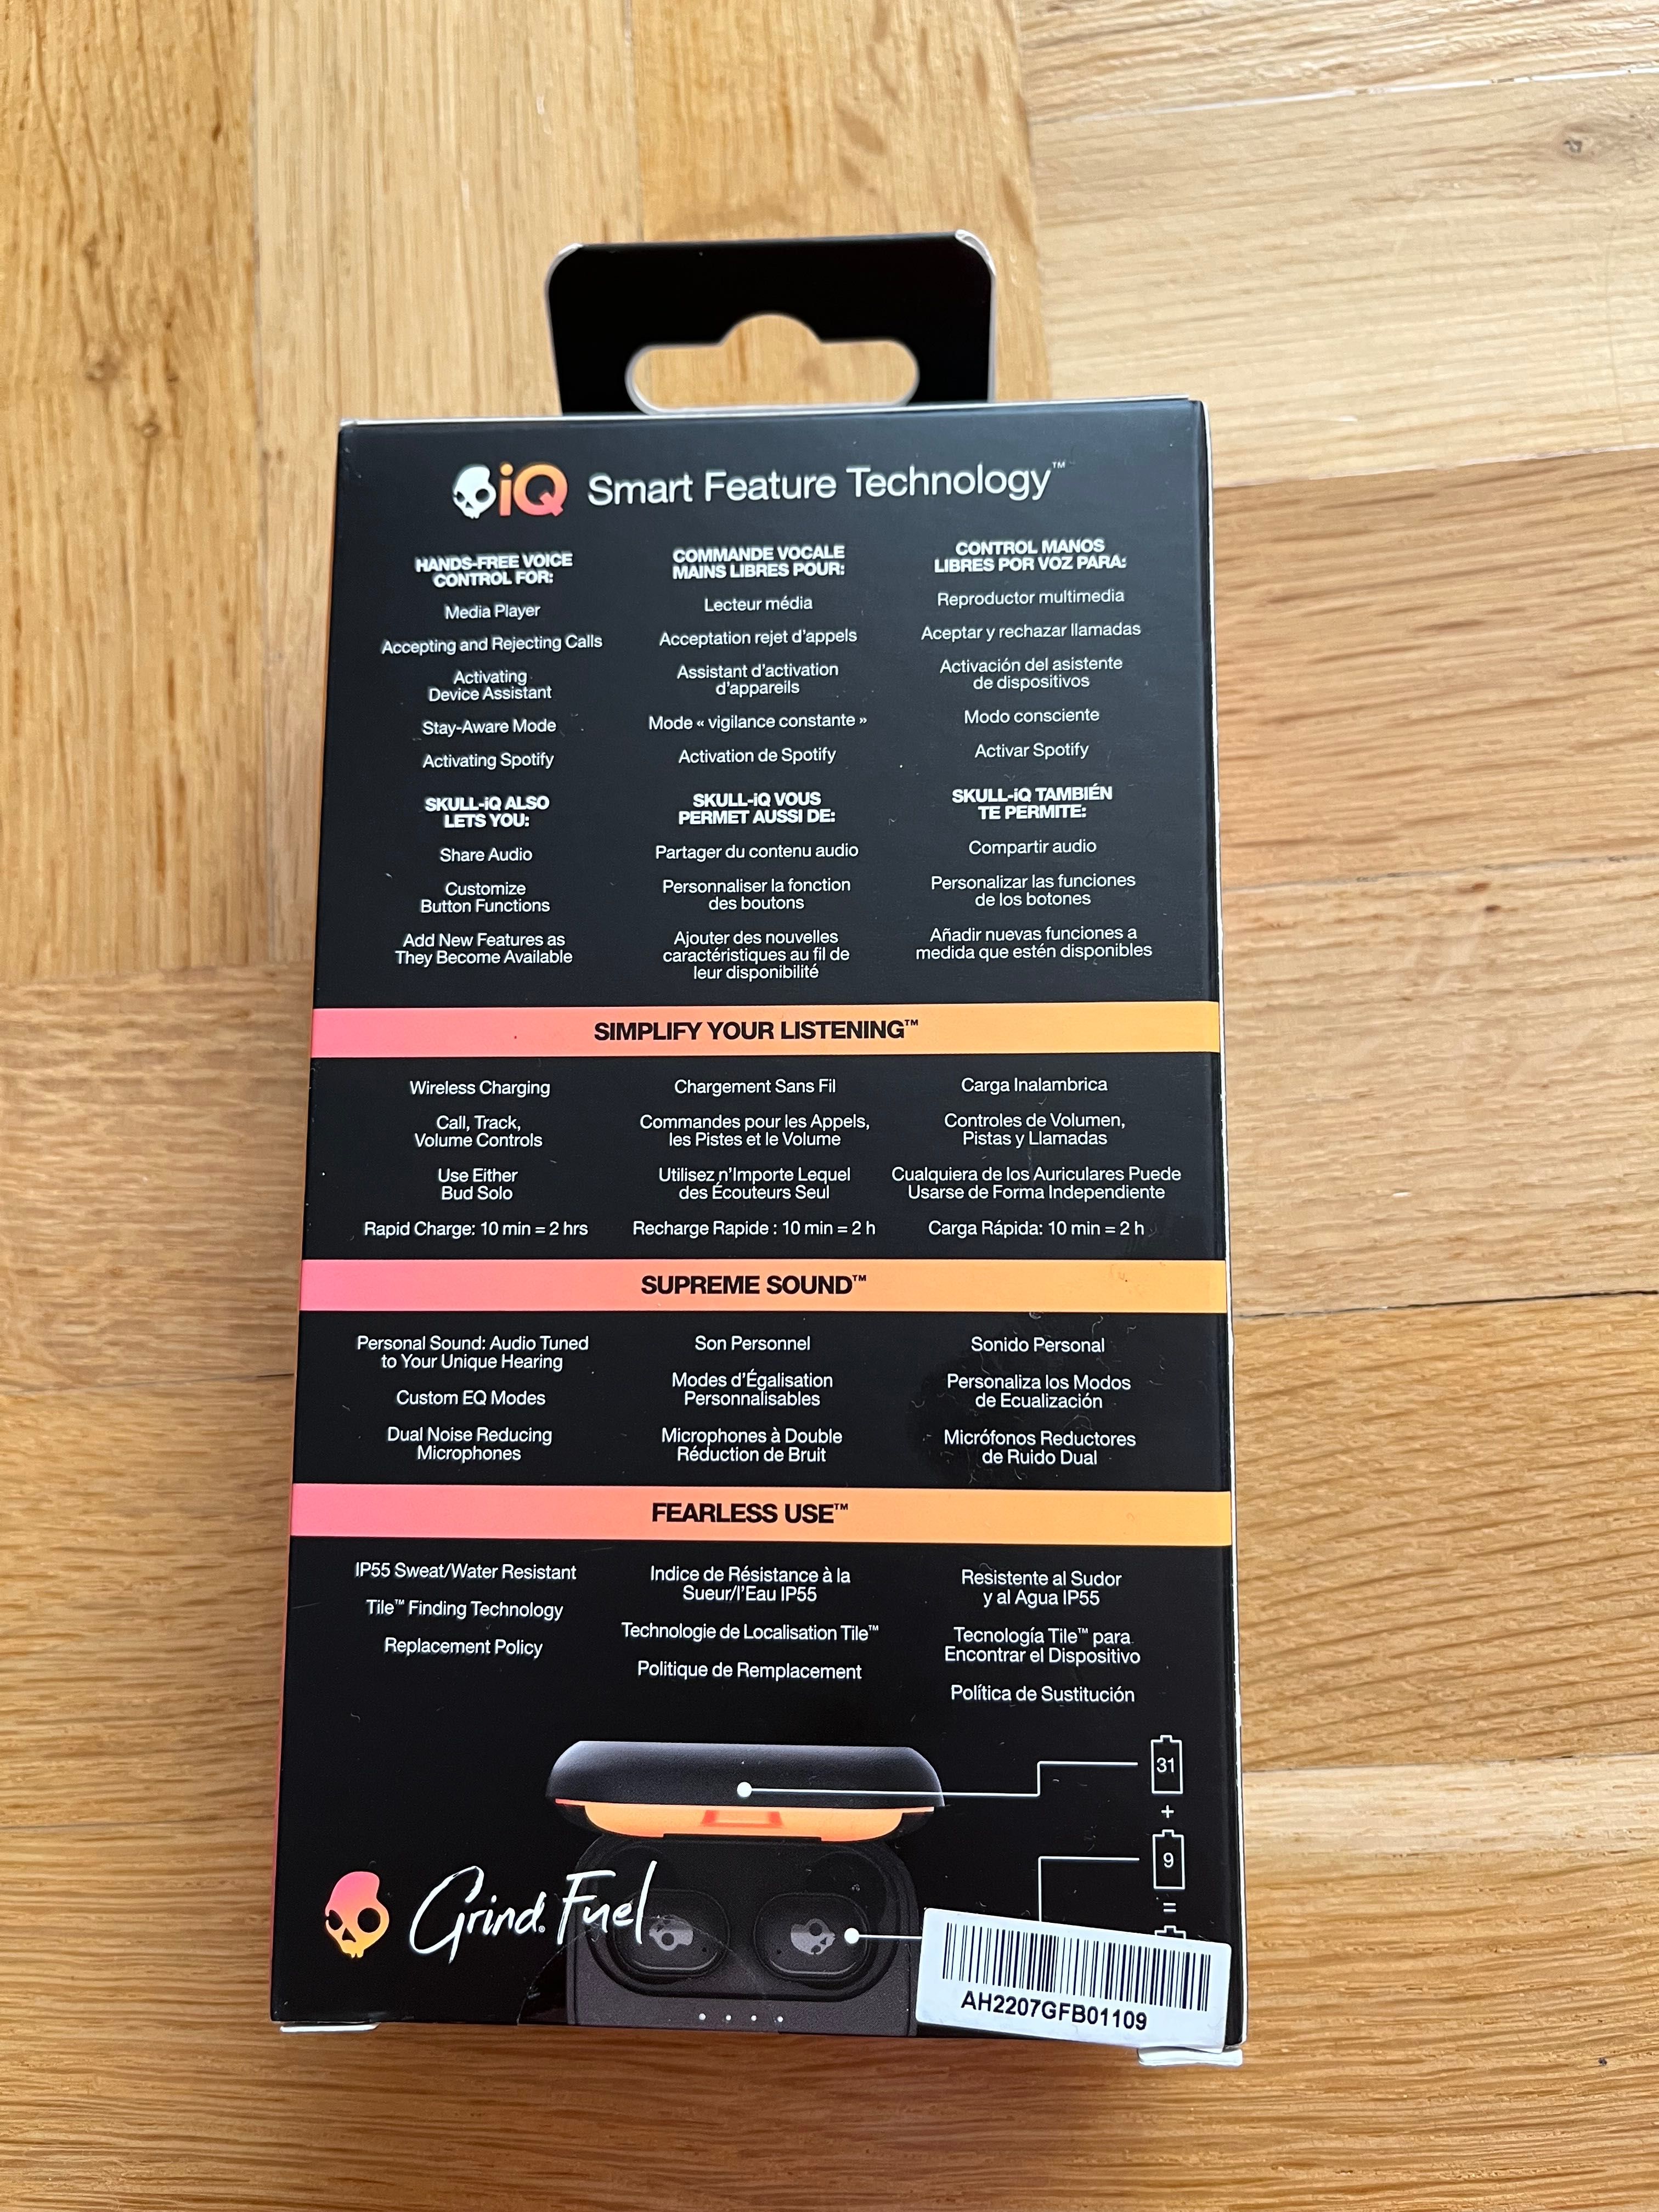 iQ Smart Feature Technology™
HANDS-FREE VOICE
CONTROL FOR:
Media Player
Accepting and Rejecting Calls
Activating
Device Assistant
Stay-Aware Mode
Activating Spotify
SKULL-iQ ALSO
LETS YOU:
Share Audio
Customize
Button Functions
Add New Features as
They Become Available
COMMANDE VOCALE
MAINS LIBRES POUR:
Lecteur média
Acceptation rejet d'appels
Assistant d'activation
d'appareils
Mode « vigilance constante »
Activation de Spotify
SKULL-iQ VOUS
PERMET AUSSI DE:
Partager du contenu audio
Personnaliser la fonction
des boutons
Ajouter des nouvelles
caractéristiques au fil de
leur disponibilité
CONTROL MANOS
LIBRES POR VOZ PARA:
Reproductor multimedia
Aceptar y rechazar llamadas
Activación del asistente
de dispositivos
Modo consciente
Activar Spotify
SKULL-iQ TAMBIÉN
TE PERMITE:
Compartir audio
Personalizar las funciones
de los botones
Añadir nuevas funciones a
medida que estén disponibles
SIMPLIFY YOUR LISTENING™
Wireless Charging
Call, Track,
Volume Controls
Use Either
Bud Solo
Rapid Charge: 10 min = 2 hrs
Chargement Sans Fil
Commandes pour les Appels,
les Pistes et le Volume
Utilisez n'Importe Lequel
des Écouteurs Seul
Recharge Rapide : 10 min = 2 h
Carga Inalambrica
Controles de Volumen,
Pistas y Llamadas
Cualquiera de los Auriculares Puede
Usarse de Forma Independiente
Carga Rápida: 10 min = 2 h
SUPREME SOUND™
Personal Sound: Audio Tuned
to Your Unique Hearing
Custom EQ Modes
Dual Noise Reducing
Microphones
Son Personnel
Modes d'Égalisation
Personnalisables
Microphones à Double
Réduction de Bruit
Sonido Personal
Personaliza los Modos
de Ecualización
Micrófonos Reductores
de Ruido Dual
FEARLESS USE™
IP55 Sweat/Water Resistant
Tile™ Finding Technology
Replacement Policy
Indice de Résistance à la
Sueur/l'Eau IP55
Technologie de Localisation Tile™
Politique de Remplacement
Resistente al Sudor
y al Agua IP55
Tecnología Tile™ para
Encontrar el Dispositivo
Política de Sustitución
31
+
9
=
Grind. Fuel
AH2207GFB01109